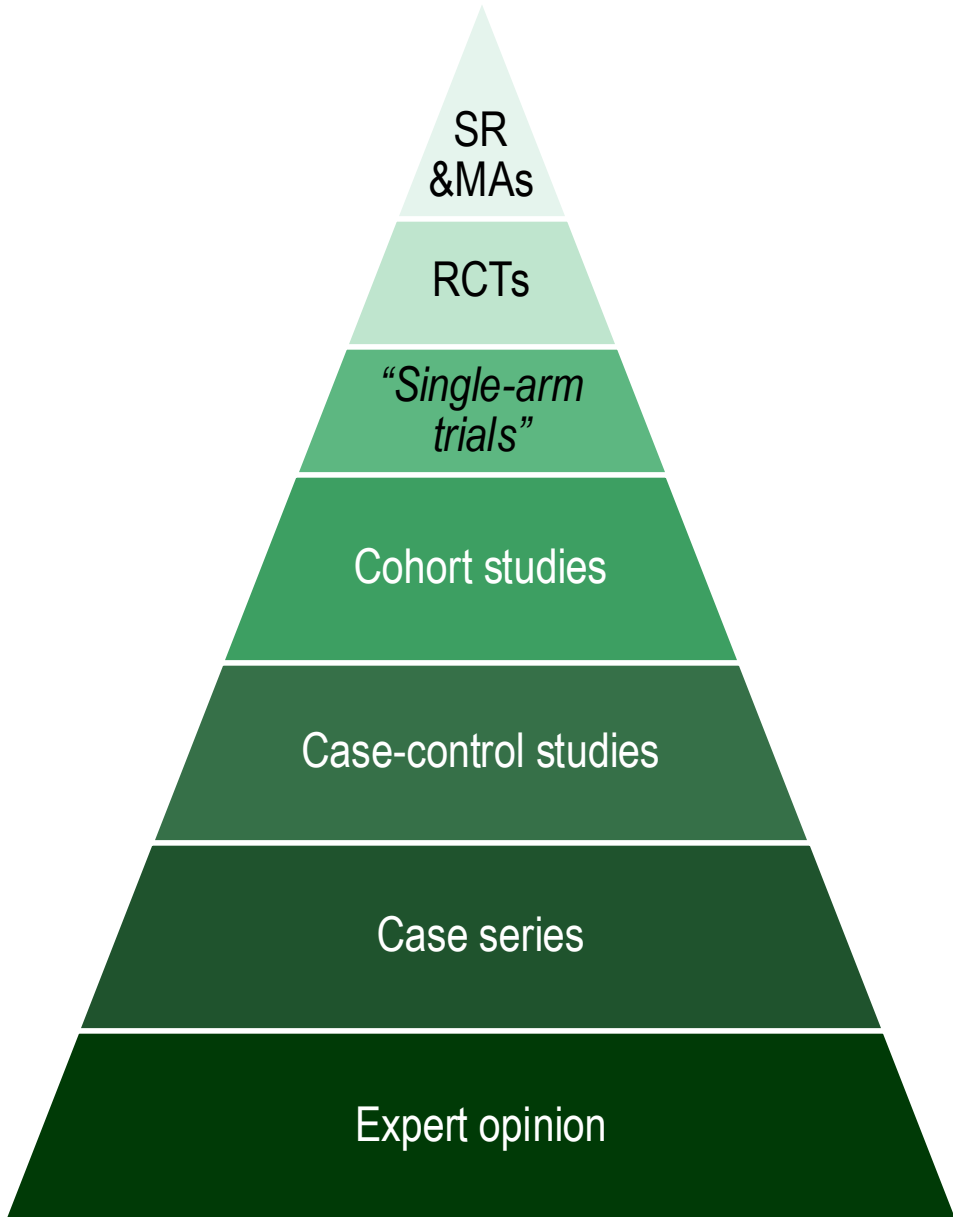 SR
&MAs
RCTs
“Single-arm
trials”
Cohort studies
Case-control studies
Case series
Expert opinion